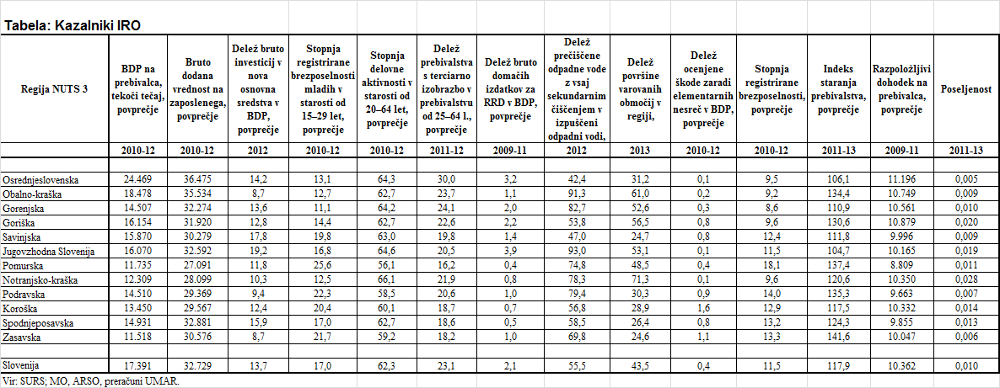 Tabela: Kazalniki IRO
Regija NUTS 3 BDP na prebivalca, tekoči tečaj, povprečje Bruto dodana vrednost na zaposlenega, povprečje Delež bruto investicij v nova osnovna sredstva v BDP, povprečje Stopnja registrirane brezposelnosti mladih v starosti od 15–29 let, povprečje Stopnja delovne aktivnosti v starosti od 20–64 let, povprečje Delež prebivalstva s terciarno izobrazbo v prebivalstvu od 25–64 l., povprečje Delež bruto domačih izdatkov za RRD v BDP, povprečje Delež prečiščene odpadne vode z vsaj sekundarnim čiščenjem v izpuščeni odpadni vodi, Delež površine varovanih območij v regiji, Delež ocenjene škode zaradi elementarnih nesreč v BDP, povprečje Stopnja registrirane brezposelnosti, povprečje Indeks staranja prebivalstva, povprečje Razpoložljivi dohodek na prebivalca, povprečje Poseljenost
2010-12 2010-12 2012 2010-12 2010-12 2011-12 2009-11 2012 2013 2010-12 2010-12 2011-13 2009-11 2011-13
Osrednjeslovenska 24.469 36.475 14,2 13,1 64,3 30,0 3,2 42,4 31,2 0,1 9,5 106,1 11.196 0,005
Obalno-kraška 18.478 35.534 8,7 12,7 62,7 23,7 1,1 91,3 61,0 0,2 9,2 134,4 10.749 0,009
Gorenjska 14.507 32.274 13,6 11,1 64,2 24,1 2,0 82,7 52,6 0,3 8,6 110,9 10.561 0,010
Goriška 16.154 31.920 12,8 14,4 62,7 22,6 2,2 53,8 56,5 0,8 9,6 130,6 10.879 0,020
Savinjska 15.870 30.279 17,8 19,8 63,0 19,8 1,4 47,0 24,7 0,8 12,4 111,8 9.996 0,009
Jugovzhodna Slovenija 16.070 32.592 19,2 16,8 64,6 20,5 3,9 93,0 53,1 0,1 11,5 104,7 10.165 0,019
Pomurska 11.735 27.091 11,8 25,6 56,1 16,2 0,4 74,8 48,5 0,4 18,1 137,4 8.809 0,011
Notranjsko-kraška 12.309 28.099 10,3 12,5 66,1 21,9 0,8 78,3 71,3 0,1 9,6 120,6 10.350 0,028
Podravska 14.510 29.369 9,4 22,3 58,5 20,6 1,0 79,4 30,3 0,9 14,0 135,3 9.663 0,007
Koroška 13.450 29.567 12,4 20,4 60,1 18,7 0,7 56,8 28,9 1,6 12,9 117,5 10.332 0,014
Spodnjeposavska 14.931 32.881 15,9 17,0 62,7 18,6 0,5 58,5 26,4 0,8 13,2 124,3 9.855 0,013
Zasavska 11.518 30.576 8,7 21,7 59,2 18,2 1,0 69,8 24,6 1,1 13,3 141,6 10.047 0,006
Slovenija 17.391 32.729 13,7 17,0 62,3 23,1 2,1 55,5 43,5 0,4 11,5 117,9 10.362 0,010
Vir: SURS; MO, ARSO, preračuni UMAR.